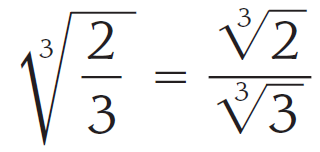 ∛(2/3) = ∛2/∛3